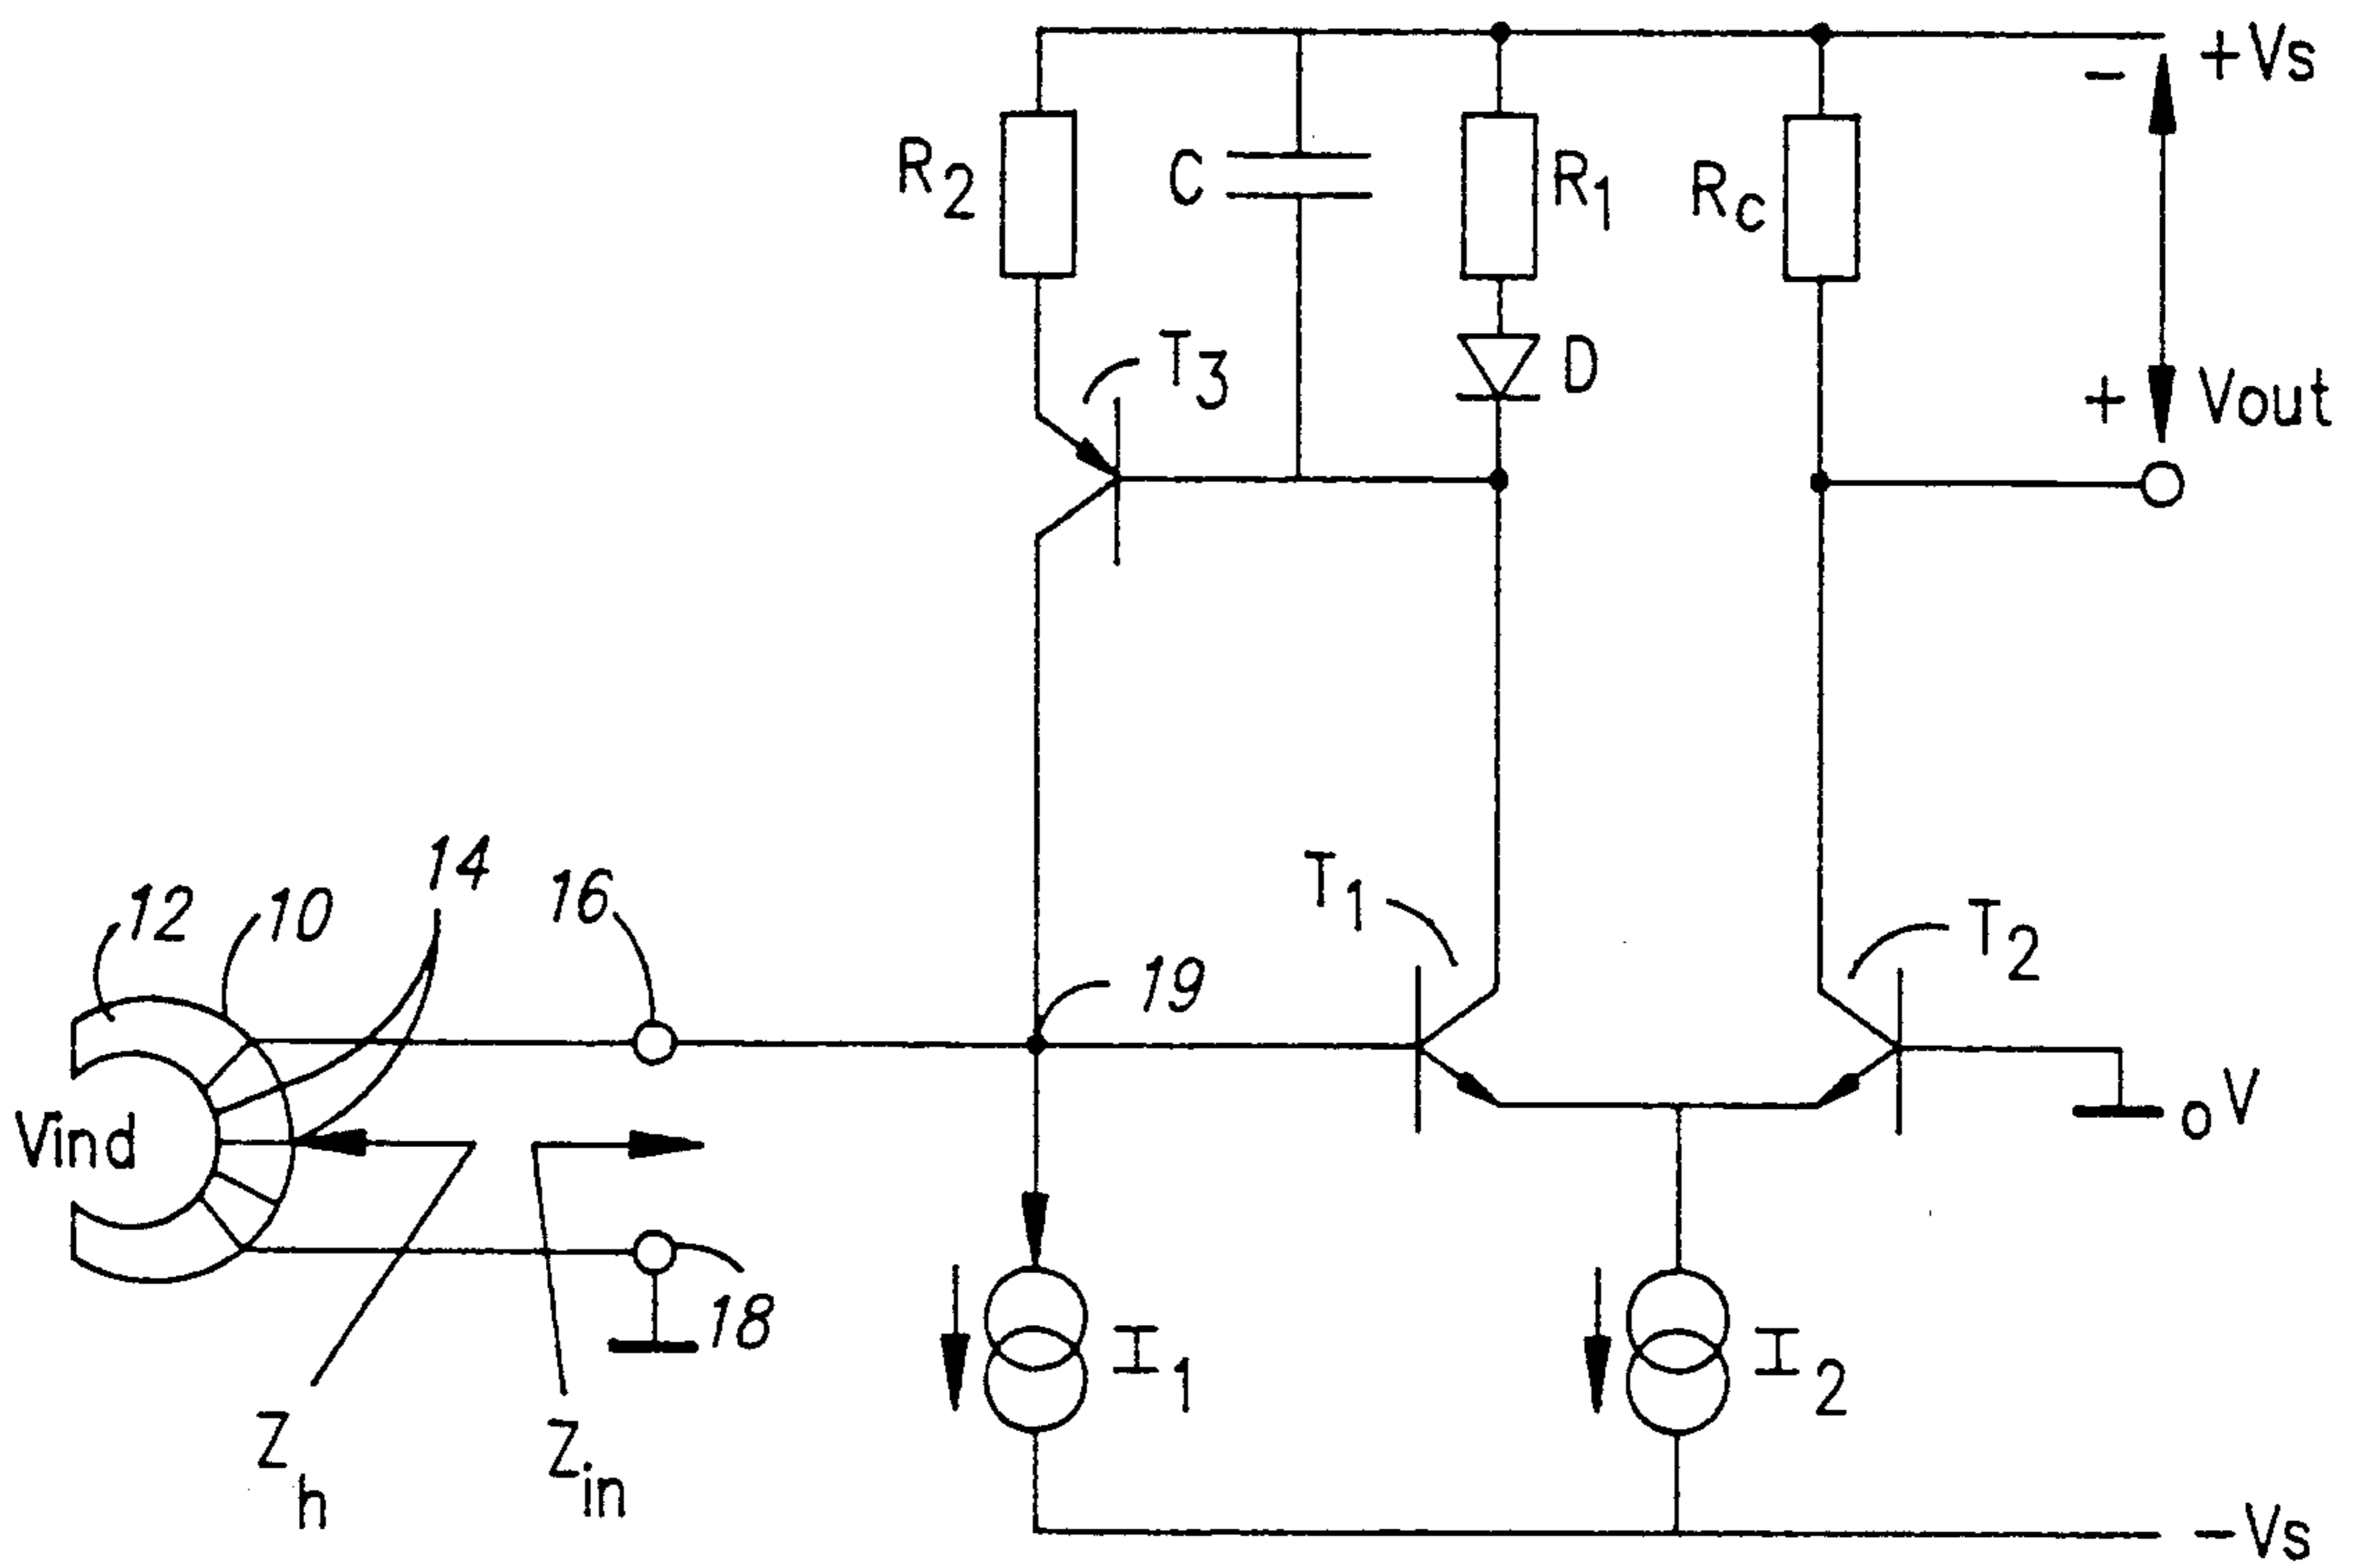 +Vs
-
R2
C
R1
Rc
T3
D
+ Vout
14
12
10
16
T1
T2
19
Vind
oV
18
I1
I2
Zh
Zin
-Vs